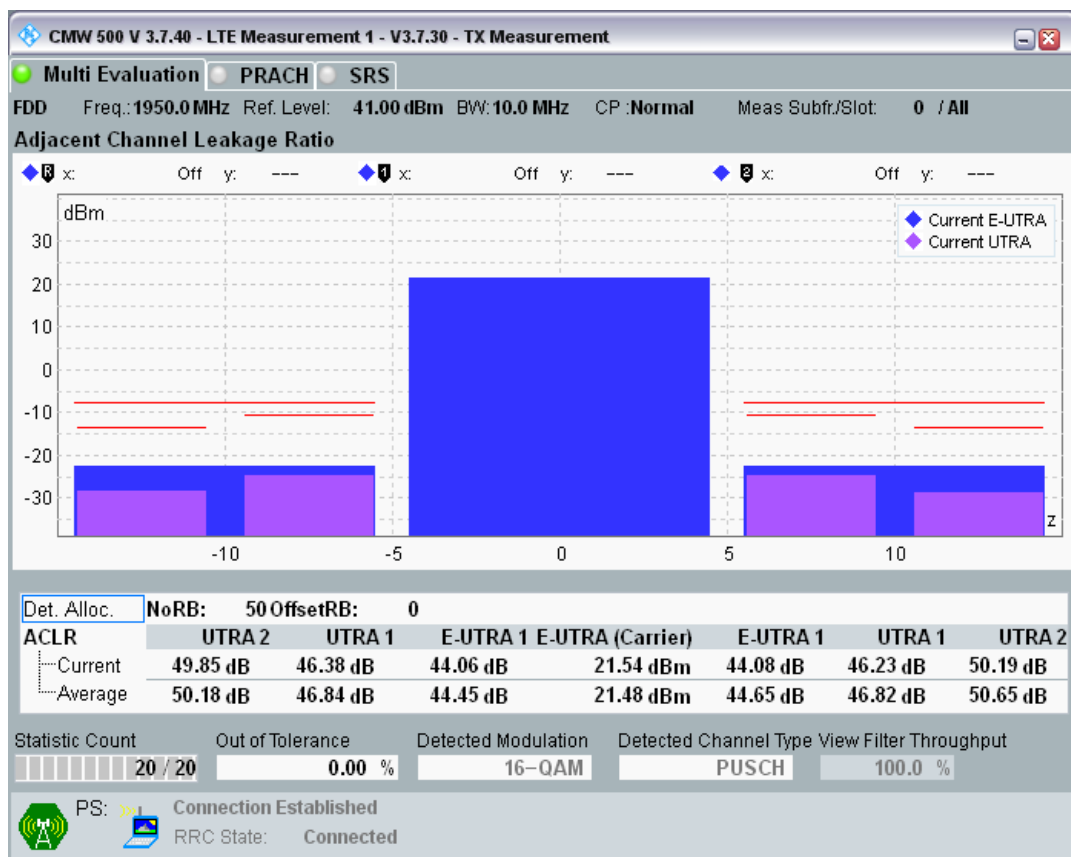 CMW 500 V 3.7.40 - LTE Measurement 1 - V3.7.30 - TX Measurement
Multi Evaluation PRACH SRS
FDD Freq.: 1950.0 MHz Ref. Level: 41.00 dBm BW: 10.0 MHz CP :Normal Meas Subfr./Slot: 0 / All
Adjacent Channel Leakage Ratio
R x: Off y: --- 1 x: Off y: --- 2 x: Off y: ---
dBm
Current E-UTRA
Current UTRA
30
20
10
0
-10
-20
-30
z
-10 -5 0 5 10
Det. Alloc. NoRB: 50 OffsetRB: 0
ACLR UTRA 2 UTRA 1 E-UTRA 1 E-UTRA (Carrier) E-UTRA 1 UTRA 1 UTRA 2
Current 49.85 dB 46.38 dB 44.06 dB 21.54 dBm 44.08 dB 46.23 dB 50.19 dB
Average 50.18 dB 46.84 dB 44.45 dB 21.48 dBm 44.65 dB 46.82 dB 50.65 dB
Statistic Count Out of Tolerance Detected Modulation Detected Channel Type View Filter Throughput
20 / 20 0.00 % 16-QAM PUSCH 100.0 %
PS: Connection Established
RRC State: Connected